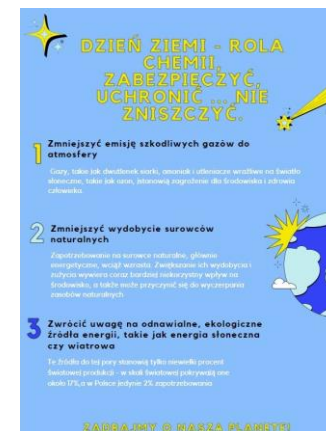 DZIEŃ ZIEMI - ROLA
CHEMII,
ZABEZPIECZYĆ,
UCHRONIĆ ... NIE
ZNISZCZYĆ.
1
Zmniejszyć emisję szkodliwych gazów do
atmosfery
Gazy, takie jak dwutlenek siarki, amoniak i utleniacze wrażliwe na światło
słoneczne, takie jak ozon, stanowią zagrożenie dla środowiska i zdrowia
człowieka.
2
Zmniejszyć wydobycie surowców
naturalnych
Zapotrzebowanie na surowce naturalne, głównie
energetyczne, wciąż wzrasta. Zwiększanie ich wydobycia i
zużycia wywiera coraz bardziej niekorzystny wpływ na
środowisko, a także może przyczynić się do wyczerpania
zasobów naturalnych
3
Zwrócić uwagę na odnawialne, ekologiczne
źródła energii, takie jak energia słoneczna
czy wiatrowa
Te źródła do tej pory stanowią tylko niewielki procent
światowej produkcji - w skali światowej pokrywają one
około 17%, a w Polsce jedynie 2% zapotrzebowania
ZADBAJMY O NASZĄ PLANETĘ!